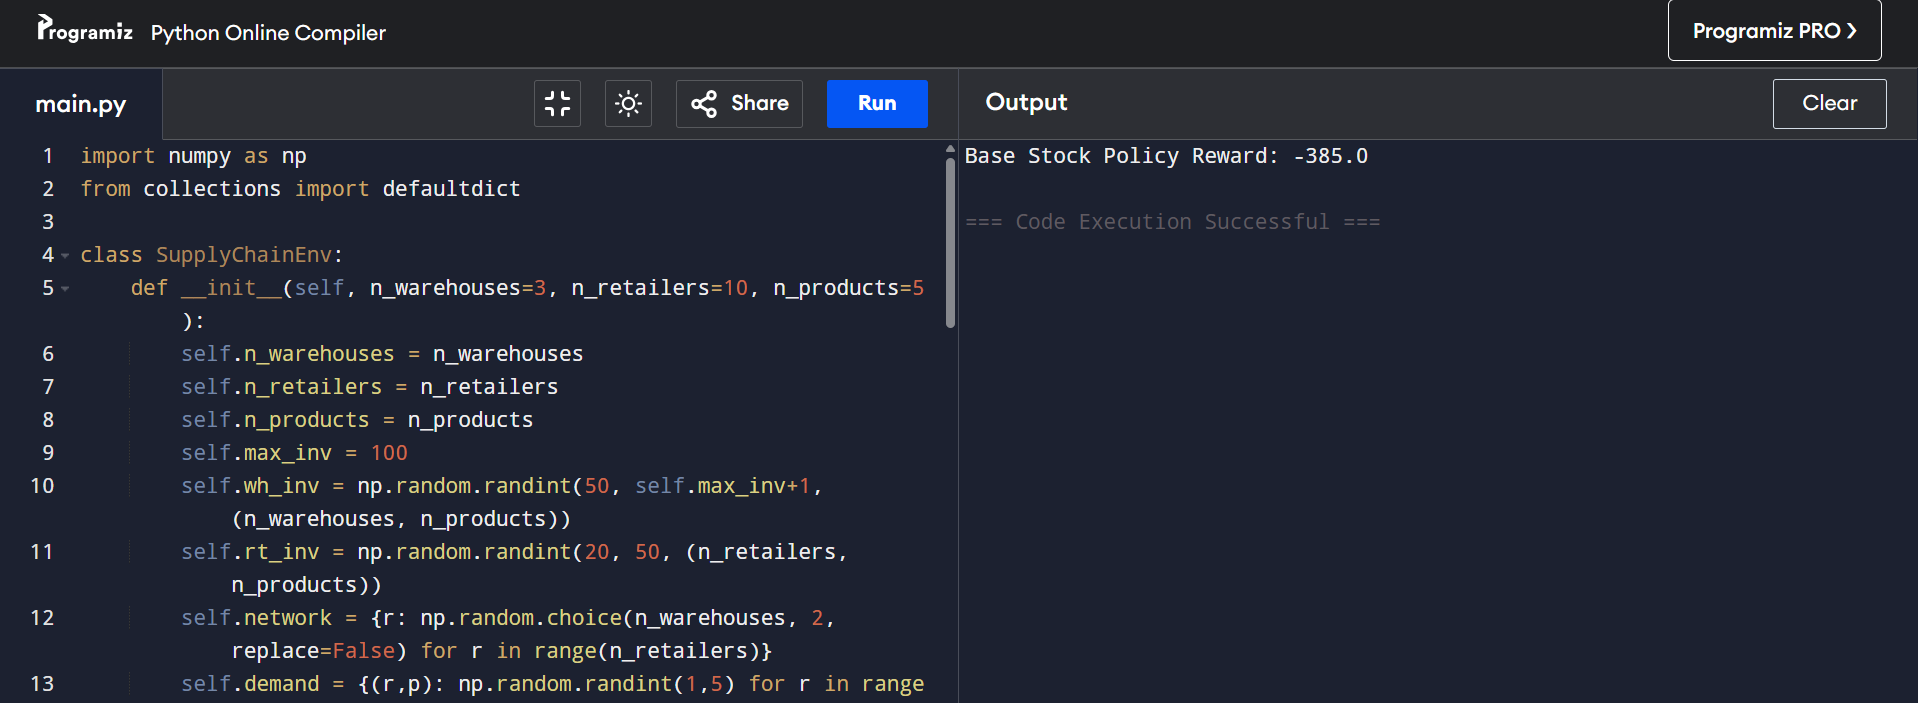 Programiz Python Online Compiler
Programiz PRO ❯
main.py
Share
Run
Output
Clear
1 import numpy as np
2 from collections import defaultdict
3
4 class SupplyChainEnv:
5 def __init__(self, n_warehouses=3, n_retailers=10, n_products=5
):
6 self.n_warehouses = n_warehouses
7 self.n_retailers = n_retailers
8 self.n_products = n_products
9 self.max_inv = 100
10 self.wh_inv = np.random.randint(50, self.max_inv+1,
(n_warehouses, n_products))
11 self.rt_inv = np.random.randint(20, 50, (n_retailers,
n_products))
12 self.network = {r: np.random.choice(n_warehouses, 2,
replace=False) for r in range(n_retailers)}
13 self.demand = {(r,p): np.random.randint(1,5) for r in range
Base Stock Policy Reward: -385.0
=== Code Execution Successful ===